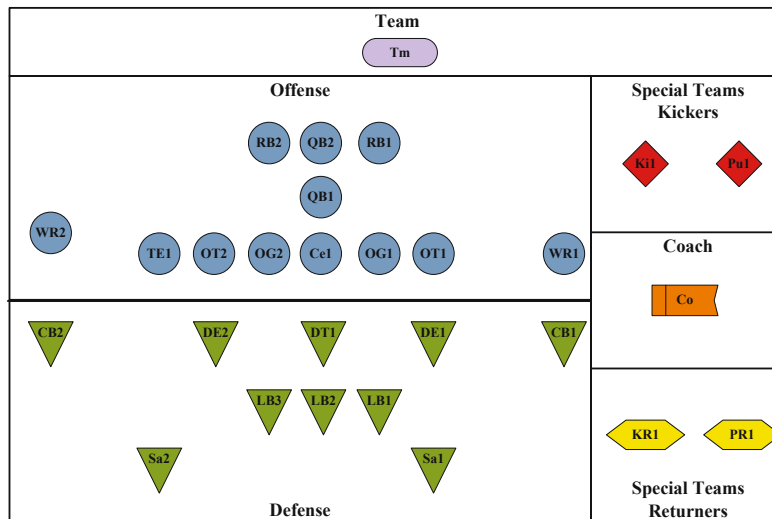 Team
Tm
Offense
RB2 QB2 RB1
QB1
WR2
TE1 OT2 OG2 Ce1 OG1 OT1 WR1
CB2 DE2 DT1 DE1 CB1
LB3 LB2 LB1
Sa2 Sa1
Defense
Special Teams
Kickers
Ki1 Pu1
Coach
Co
KR1 PR1
Special Teams
Returners